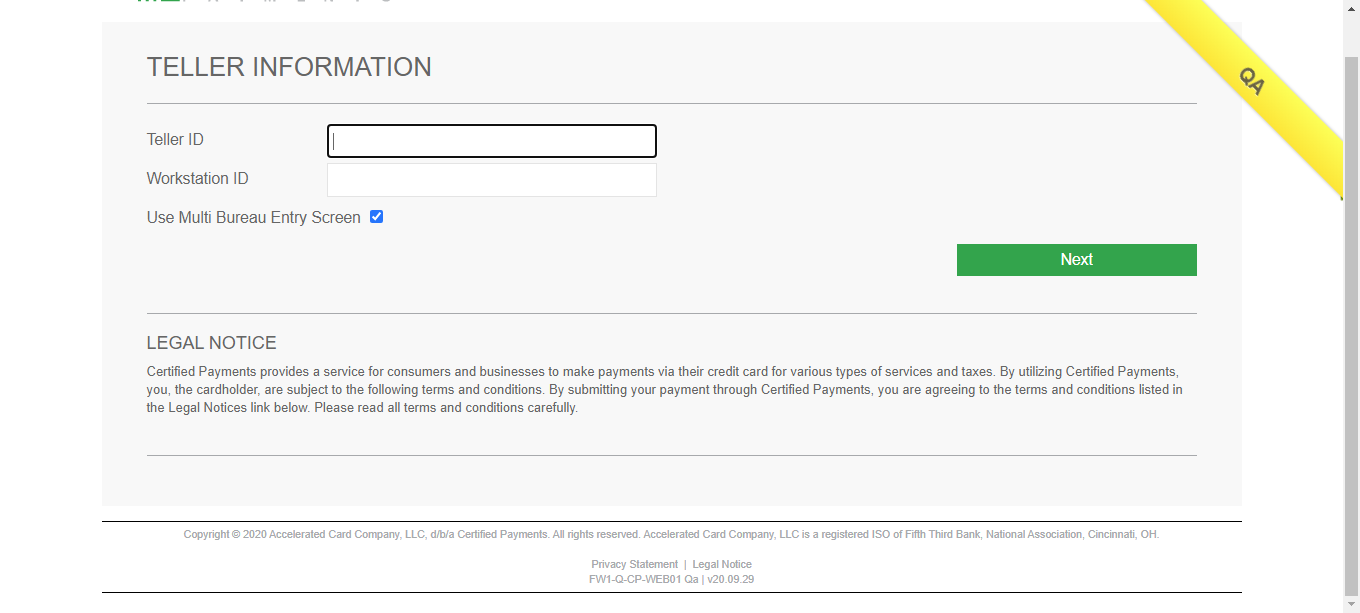 QA
TELLER INFORMATION
Teller ID
Workstation ID
Use Multi Bureau Entry Screen
Next
LEGAL NOTICE
Certified Payments provides a service for consumers and businesses to make payments via their credit card for various types of services and taxes. By utilizing Certified Payments,
you, the cardholder, are subject to the following terms and conditions. By submitting your payment through Certified Payments, you are agreeing to the terms and conditions listed in
the Legal Notices link below. Please read all terms and conditions carefully.
Copyright © 2020 Accelerated Card Company, LLC, d/b/a Certified Payments. All rights reserved. Accelerated Card Company, LLC is a registered ISO of Fifth Third Bank, National Association, Cincinnati, OH.
Privacy Statement | Legal Notice
FW1-Q-CP-WEB01 Qa | v20.09.29